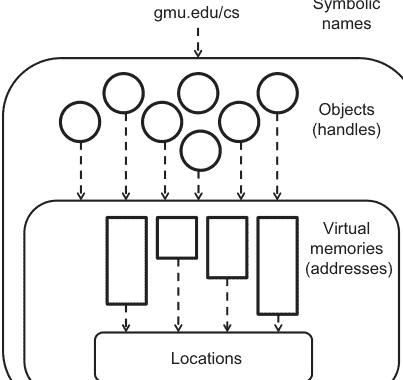 gmu.edu/cs
Symbolic
names
Objects
(handles)
Virtual
memories
(addresses)
Locations